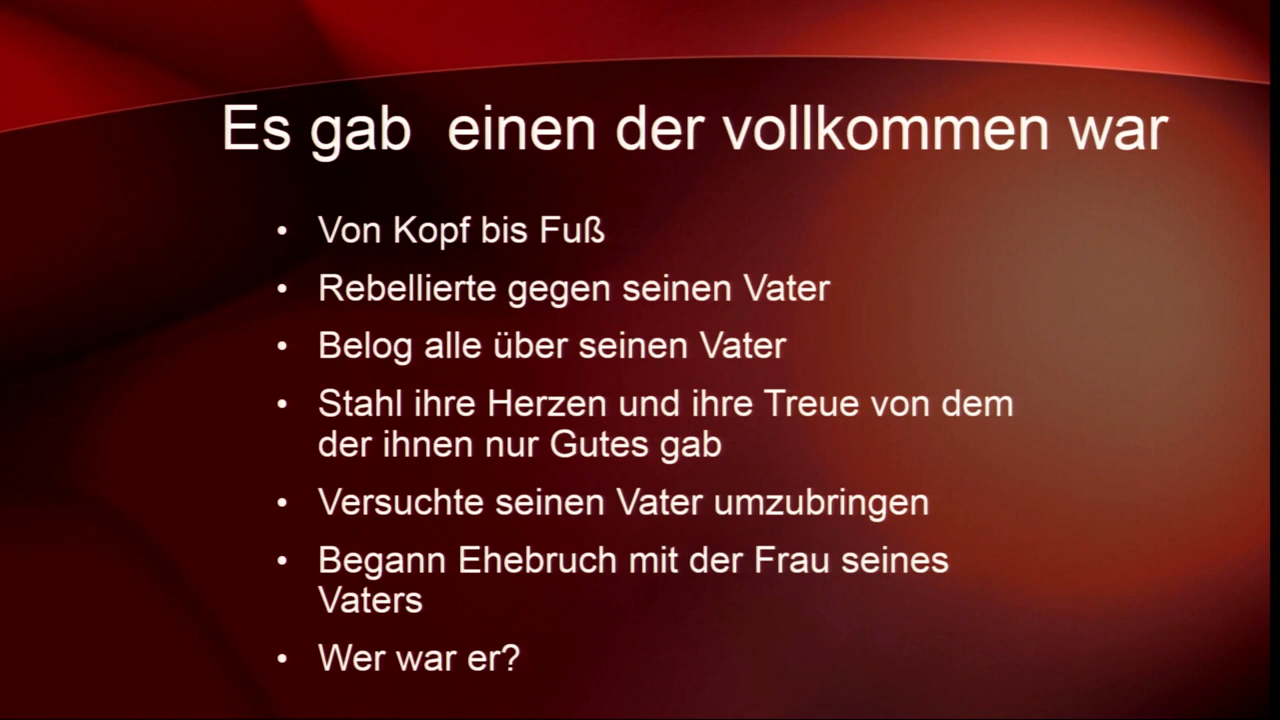 Es gab  einen der vollkommen war
• Von Kopf bis Fuß
• Rebellierte gegen seinen Vater
• Belog alle über seinen Vater
• Stahl ihre Herzen und ihre Treue von dem
der ihnen nur Gutes gab
• Versuchte seinen Vater umzubringen
• Begann Ehebruch mit der Frau seines
Vaters
• Wer war er?